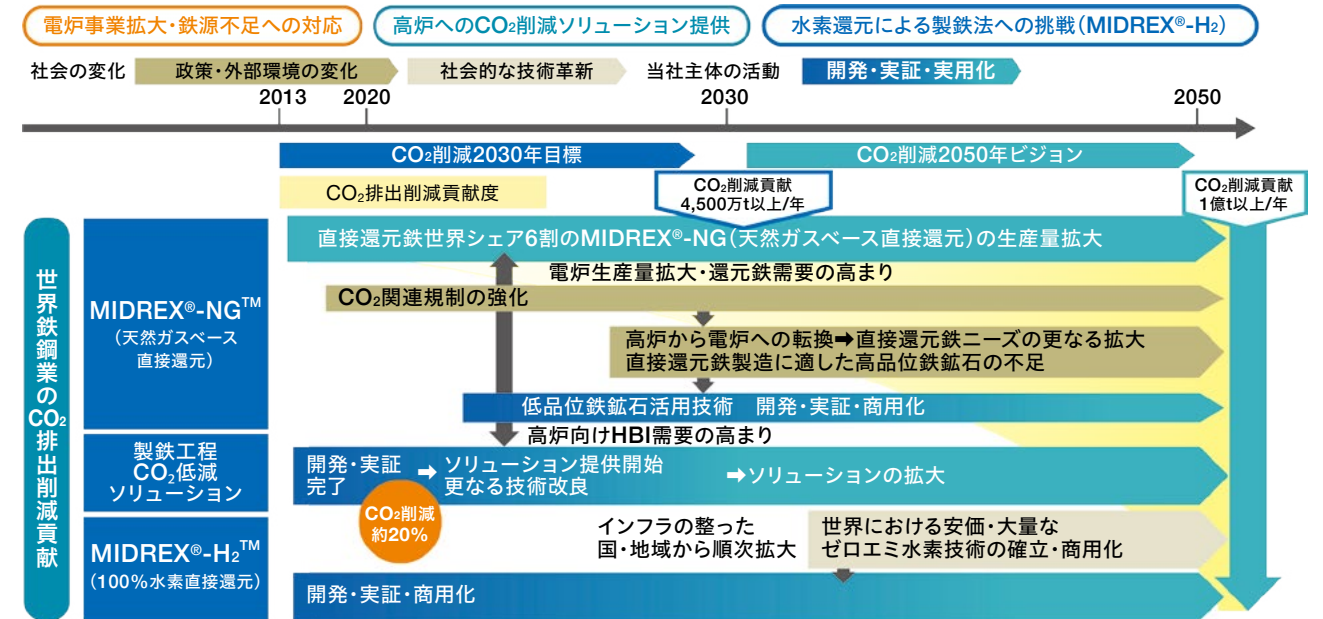 電炉事業拡大・鉄源不足への対応
高炉へのCO₂削減ソリューション提供
水素還元による製鉄法への挑戦（MIDREX®-H₂）
社会の変化
政策・外部環境の変化
社会的な技術革新
当社主体の活動
開発・実証・実用化
2013
2020
2030
2050
CO₂削減2030年目標
CO₂削減2050年ビジョン
CO₂排出削減貢献度
CO₂削減貢献
4,500万t以上/年
CO₂削減貢献
1億t以上/年
世界鉄鋼業のCO₂排出削減貢献
MIDREX®-NG™
（天然ガスベース
直接還元）
直接還元鉄世界シェア6割のMIDREX®-NG（天然ガスベース直接還元）の生産量拡大
電炉生産量拡大・還元鉄需要の高まり
CO₂関連規制の強化
高炉から電炉への転換➡直接還元鉄ニーズの更なる拡大
直接還元鉄製造に適した高品位鉄鉱石の不足
低品位鉄鉱石活用技術　開発・実証・商用化
高炉向けHBI需要の高まり
製鉄工程
CO₂低減
ソリューション
開発・実証
完了
➡ソリューション提供開始
更なる技術改良
➡ソリューションの拡大
CO₂削減
約20%
MIDREX®-H₂™
（100％水素直接還元）
インフラの整った
国・地域から順次拡大
世界における安価・大量な
ゼロエミ水素技術の確立・商用化
開発・実証・商用化